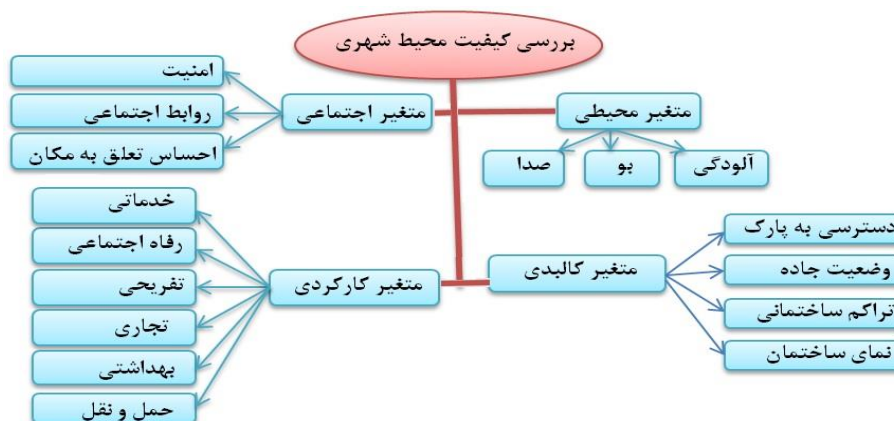 بررسی کیفیت محیط شهری
متغیر محیطی
آلودگی
بو
صدا
متغیر اجتماعی
امنیت
روابط اجتماعی
احساس تعلق به مکان
متغیر کالبدی
دسترسی به پارک
وضعیت جاده
تراکم ساختمانی
نمای ساختمان
متغیر کارکردی
خدماتی
رفاه اجتماعی
تفریحی
تجاری
بهداشتی
حمل و نقل